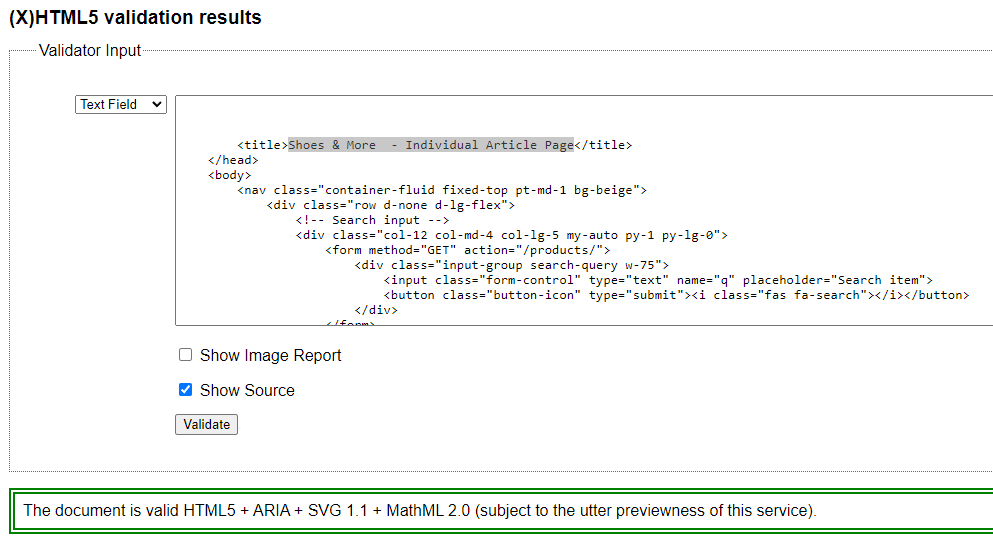 (X)HTML5 validation results
Validator Input
Text Field
<title>Shoes & More  - Individual Article Page</title>
</head>
<body>
<nav class="container-fluid fixed-top pt-md-1 bg-beige">
<div class="row d-none d-lg-flex">
<!-- Search input -->
<div class="col-12 col-md-4 col-lg-5 my-auto py-1 py-lg-0">
<form method="GET" action="/products/">
<div class="input-group search-query w-75">
<input class="form-control" type="text" name="q" placeholder="Search item">
<button class="button-icon" type="submit"><i class="fas fa-search"></i></button>
</div>
</form>
Show Image Report
Show Source
Validate
The document is valid HTML5 + ARIA + SVG 1.1 + MathML 2.0 (subject to the utter previewness of this service).